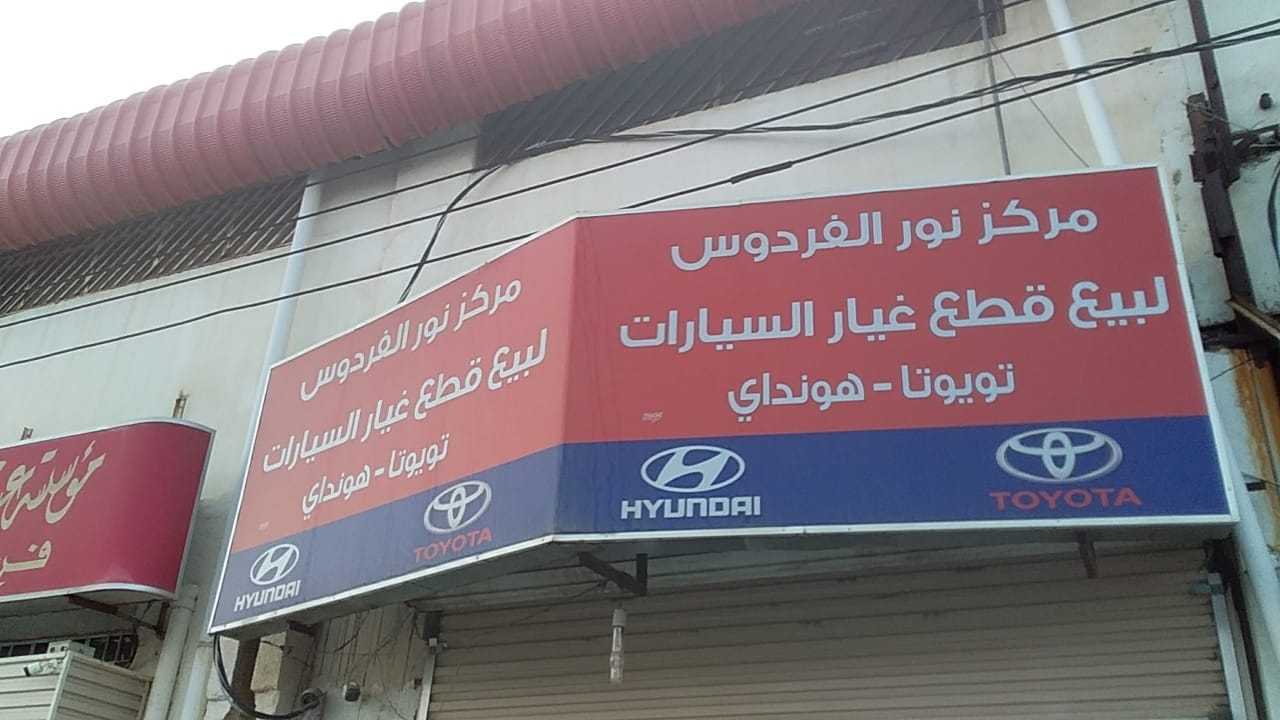 مركز نور الفردوس
لبيع قطع غيار السيارات
تويوتا - هونداي
HYUNDAI
TOYOTA
مركز نور الفردوس
لبيع قطع غيار السيارات
تويوتا - هونداي
HYUNDAI
TOYOTA
مؤسسة